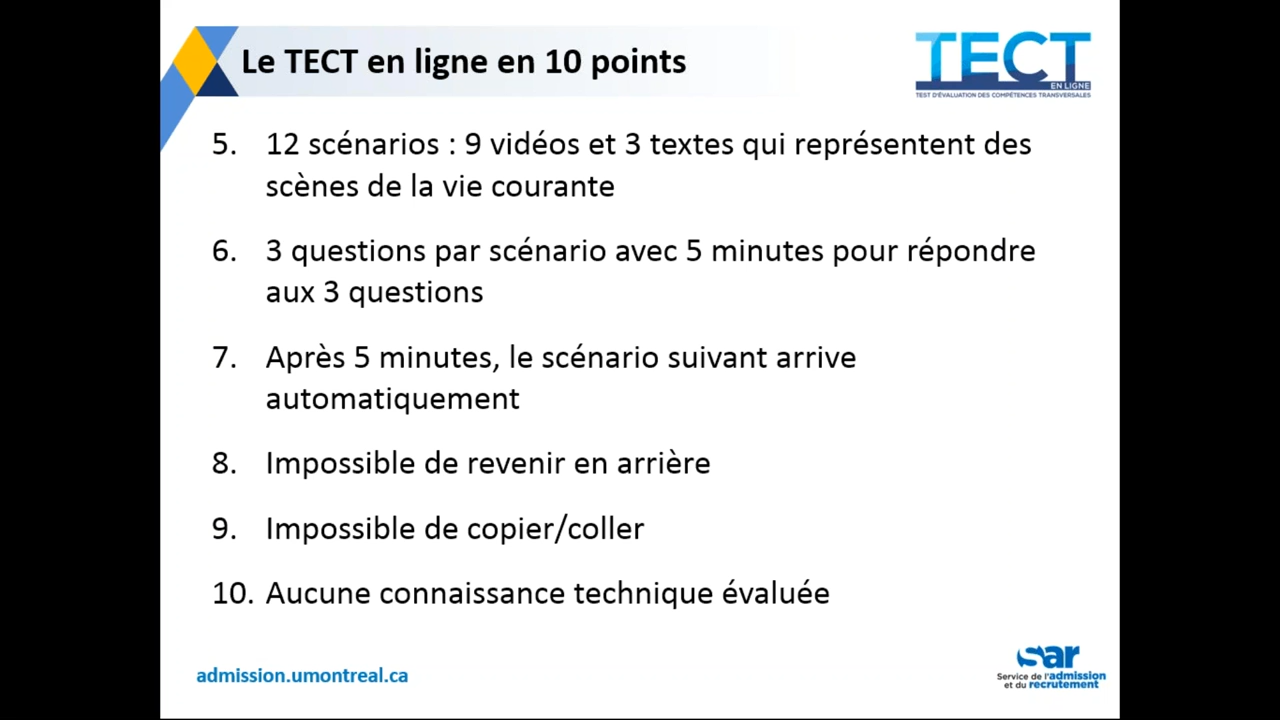 Le TECT en ligne en 10 points
TECT
EN LIGNE
TEST D'ÉVALUATION DES COMPÉTENCES TRANSVERSALES
5. 12 scénarios : 9 vidéos et 3 textes qui représentent des
scènes de la vie courante
6. 3 questions par scénario avec 5 minutes pour répondre
aux 3 questions
7. Après 5 minutes, le scénario suivant arrive
automatiquement
8. Impossible de revenir en arrière
9. Impossible de copier/coller
10. Aucune connaissance technique évaluée
admission.umontreal.ca
sar
Service de l'admission
et du recrutement